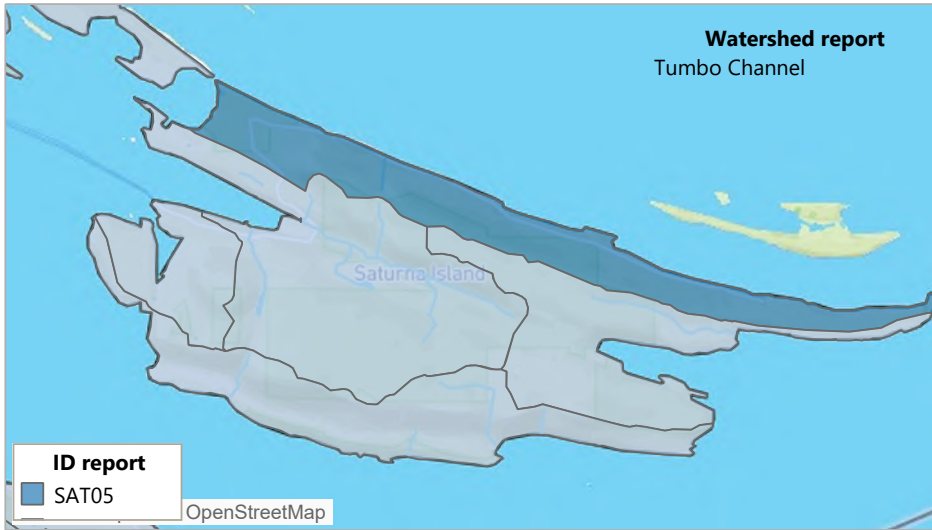 Watershed report
Tumbo Channel
Saturna Island
ID report
SAT05
OpenStreetMap